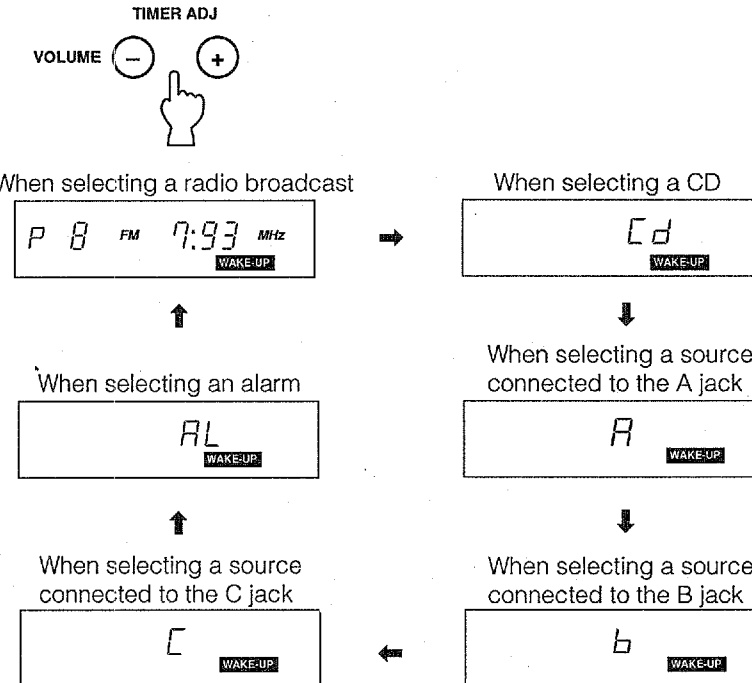 TIMER ADJ
VOLUME − +
When selecting a radio broadcast
P 8 FM 7:93 MHz
WAKE-UP
When selecting a CD
Cd
WAKE-UP
When selecting a source
connected to the A jack
A
WAKE-UP
When selecting a source
connected to the B jack
b
WAKE-UP
When selecting a source
connected to the C jack
C
WAKE-UP
When selecting an alarm
AL
WAKE-UP